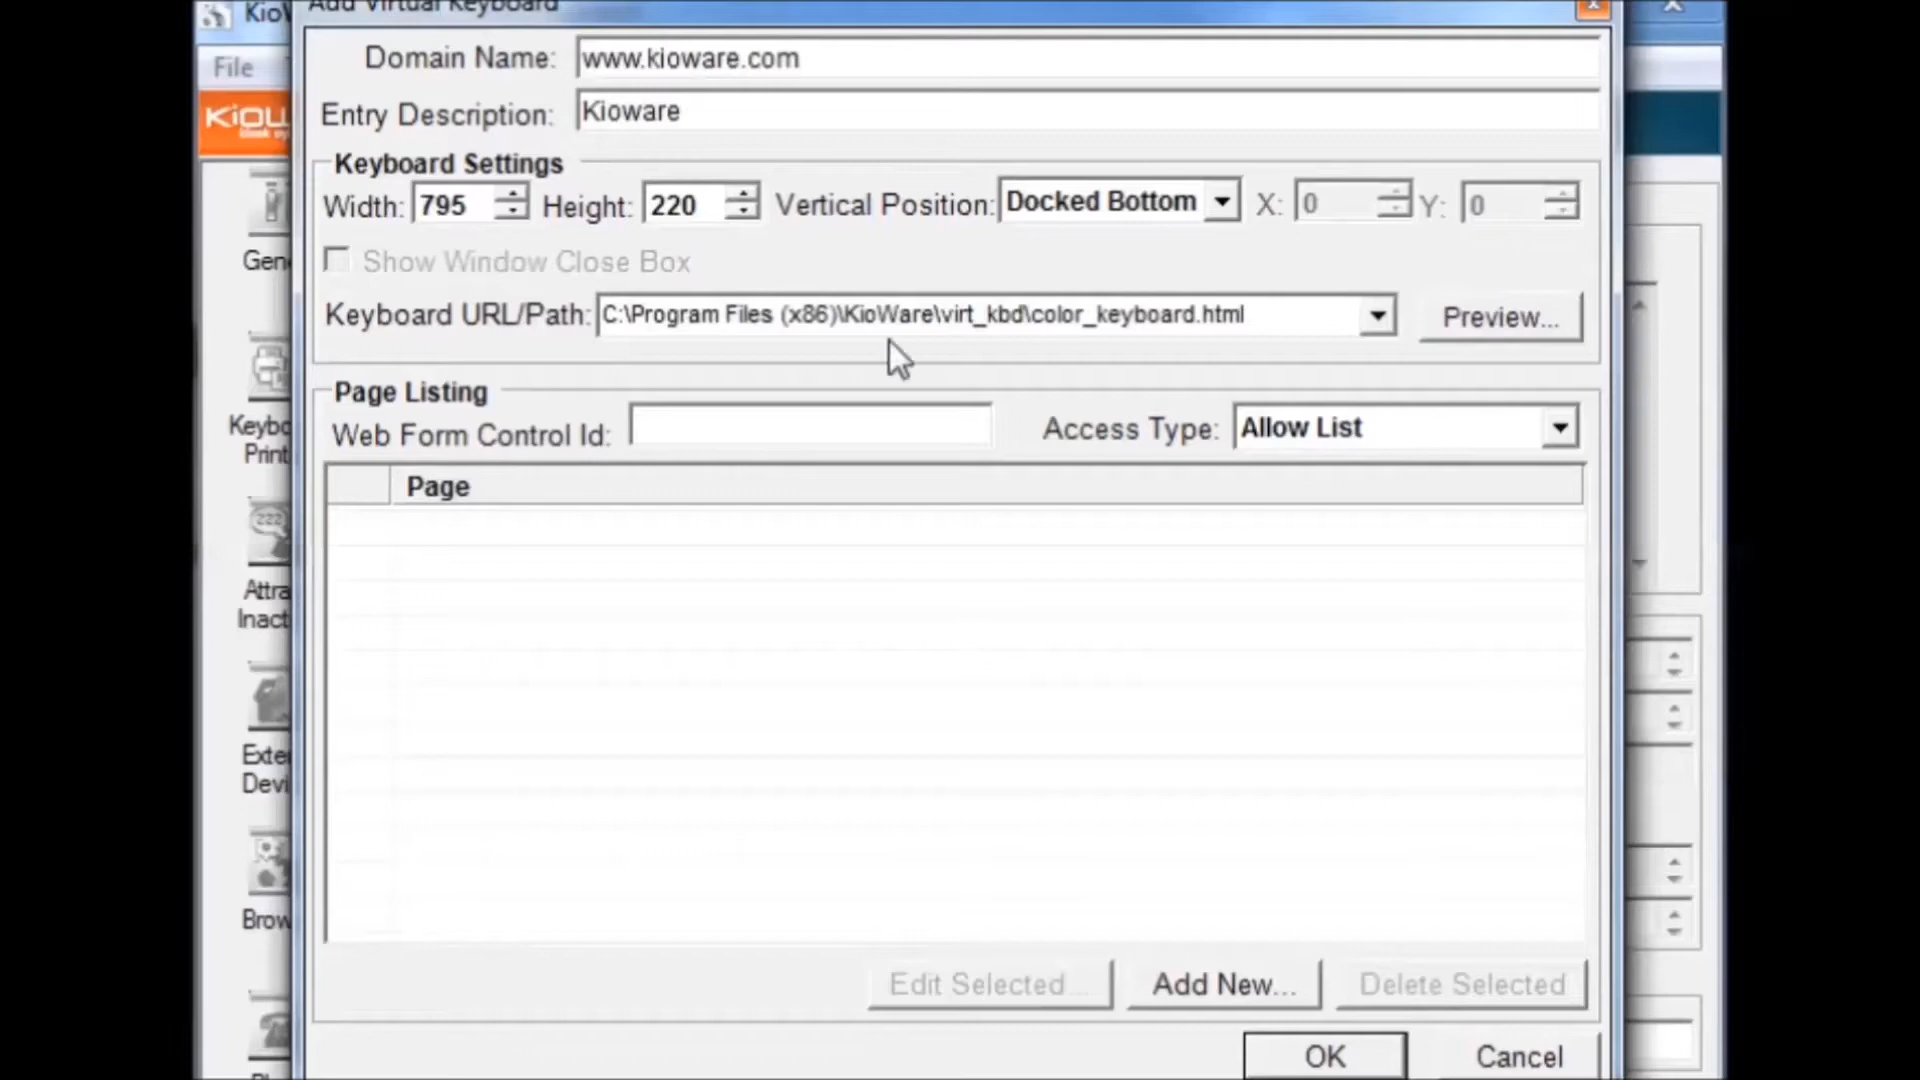 Add Virtual Keyboard
File
Domain Name: www.kioware.com
Entry Description: Kioware
Keyboard Settings
Width: 795 Height: 220 Vertical Position: Docked Bottom X: 0 Y: 0
Show Window Close Box
Keyboard URL/Path: C:\Program Files (x86)\KioWare\virt_kbd\color_keyboard.html Preview...
Page Listing
Web Form Control Id: Access Type: Allow List
Page
Edit Selected... Add New... Delete Selected
OK Cancel